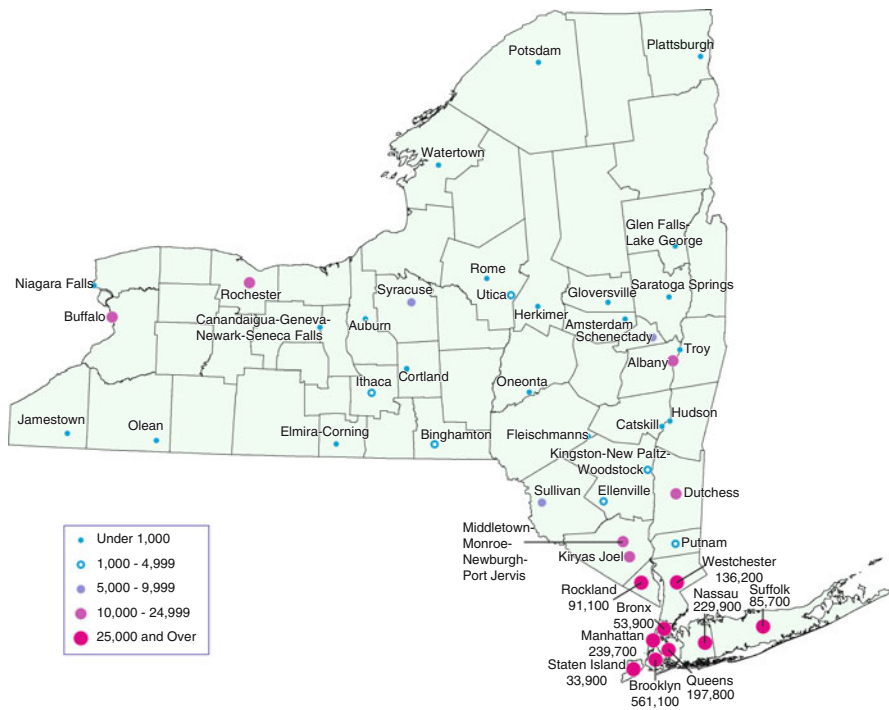 Potsdam
Plattsburgh
Watertown
Glen Falls-
Lake George
Niagara Falls
Rochester
Rome
Syracuse
Utica
Gloversville
Saratoga Springs
Buffalo
Canandaigua-Geneva-
Newark-Seneca Falls
Auburn
Herkimer
Amsterdam
Schenectady
Troy
Albany
Ithaca
Cortland
Oneonta
Jamestown
Olean
Elmira-Corning
Binghamton
Fleischmanns
Catskill
Hudson
Kingston-New Paltz-
Woodstock
Sullivan
Ellenville
Dutchess
Middletown-
Monroe-
Newburgh-
Port Jervis
Kiryas Joel
Putnam
Rockland
91,100
Westchester
136,200
Bronx
53,900
Nassau
229,900
Suffolk
85,700
Manhattan
239,700
Staten Island
33,900
Brooklyn
561,100
Queens
197,800
Under 1,000
1,000 - 4,999
5,000 - 9,999
10,000 - 24,999
25,000 and Over